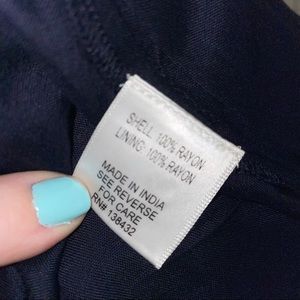 SHELL: 100% RAYON
LINING: 100% RAYON
MADE IN INDIA
SEE REVERSE
FOR CARE
RN# 138432